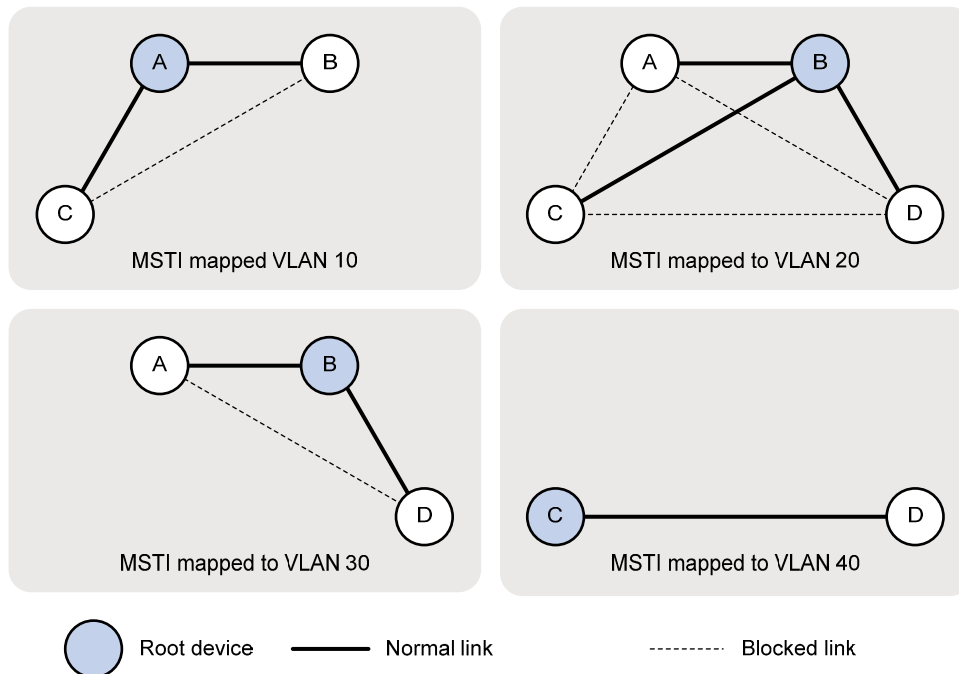 A B
C
MSTI mapped VLAN 10
A B
C D
MSTI mapped to VLAN 20
A B
D
MSTI mapped to VLAN 30
C D
MSTI mapped to VLAN 40
Root device Normal link Blocked link